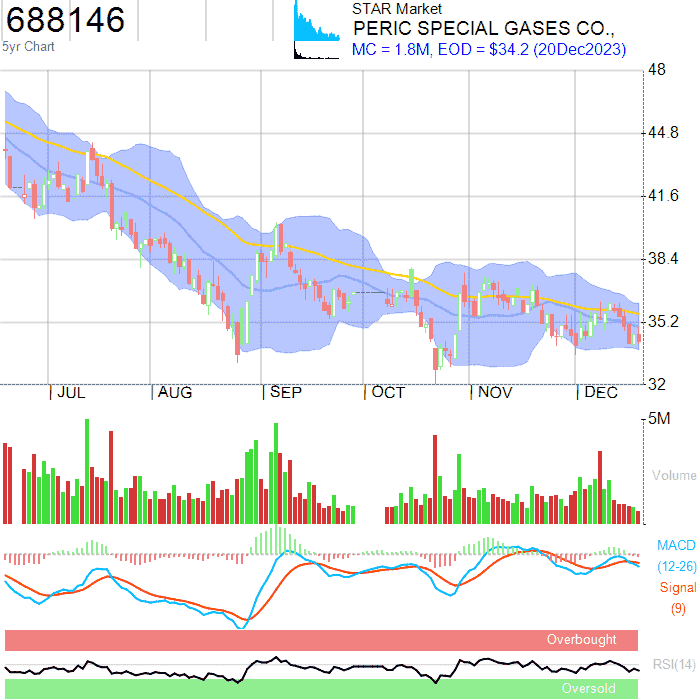 688146
5yr Chart
STAR Market
PERIC SPECIAL GASES CO.,
MC = 1.8M, EOD = $34.2 (20Dec2023)
48
44.8
41.6
38.4
35.2
32
JUL AUG SEP OCT NOV DEC
5M
Volume
MACD
(12-26)
Signal
(9)
Overbought
RSI(14)
Oversold